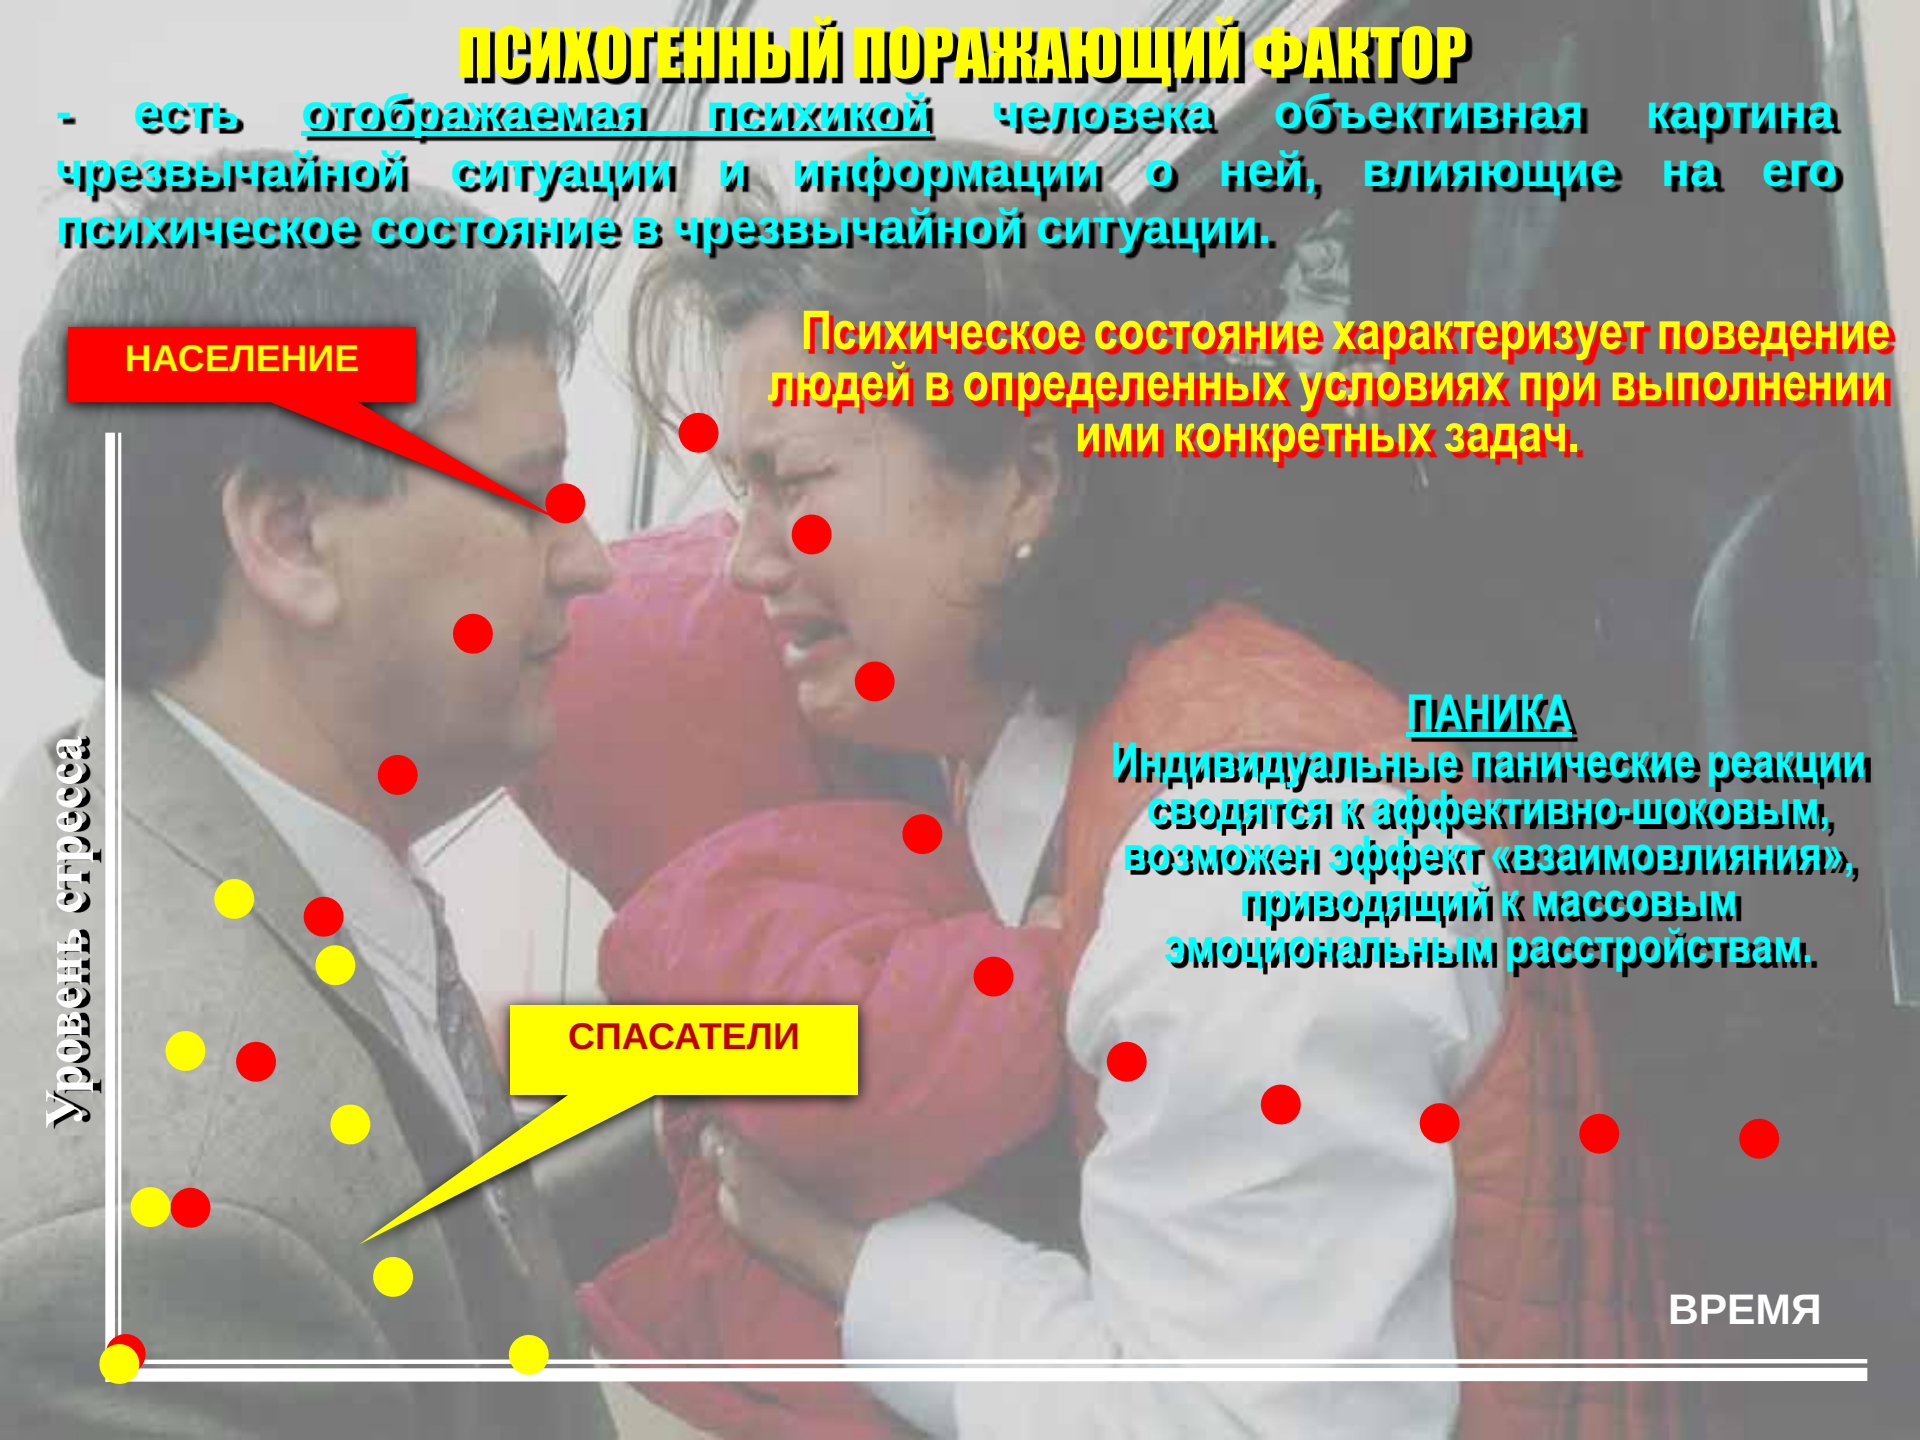 ПСИХОГЕННЫЙ ПОРАЖАЮЩИЙ ФАКТОР
- есть отображаемая психикой человека объективная картина
чрезвычайной ситуации и информации о ней, влияющие на его
психическое состояние в чрезвычайной ситуации.
НАСЕЛЕНИЕ
Психическое состояние характеризует поведение
людей в определенных условиях при выполнении
ими конкретных задач.
ПАНИКА
Индивидуальные панические реакции
сводятся к аффективно-шоковым,
возможен эффект «взаимовлияния»,
приводящий к массовым
эмоциональным расстройствам.
Уровень стресса
СПАСАТЕЛИ
ВРЕМЯ